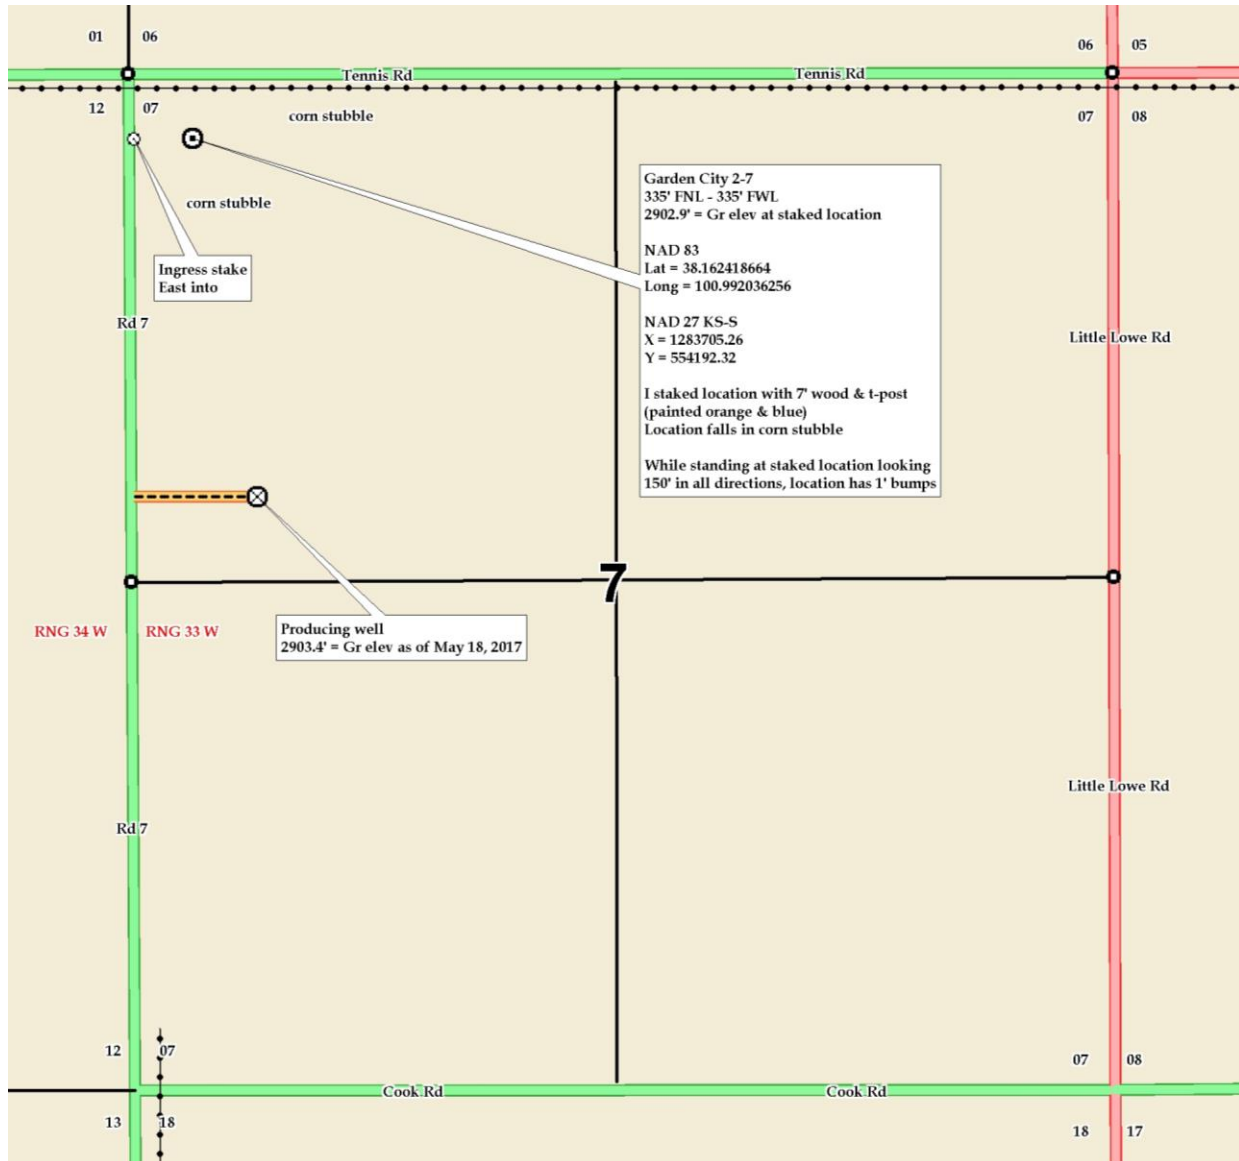 01 06
06 05
Tennis Rd
Tennis Rd
12 07
07 08
corn stubble
corn stubble
Garden City 2-7
335' FNL - 335' FWL
2902.9' = Gr elev at staked location
NAD 83
Lat = 38.162418664
Long = 100.992036256
NAD 27 KS-S
X = 1283705.26
Y = 554192.32
I staked location with 7' wood & t-post
(painted orange & blue)
Location falls in corn stubble
While standing at staked location looking
150' in all directions, location has 1' bumps
Ingress stake
East into
Rd 7
Little Lowe Rd
7
RNG 34 W RNG 33 W
Producing well
2903.4' = Gr elev as of May 18, 2017
Little Lowe Rd
Rd 7
12 07
07 08
Cook Rd
Cook Rd
13 18
18 17